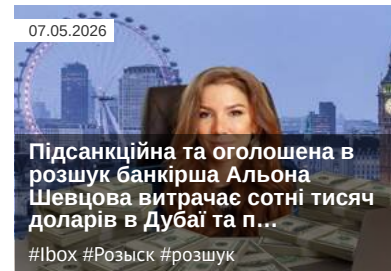 07.05.2026
Підсанкційна та оголошена в
розшук банкірша Альона
Шевцова витрачає сотні тисяч
доларів в Дубаї та п...
#Ibox #Розыск #розшук